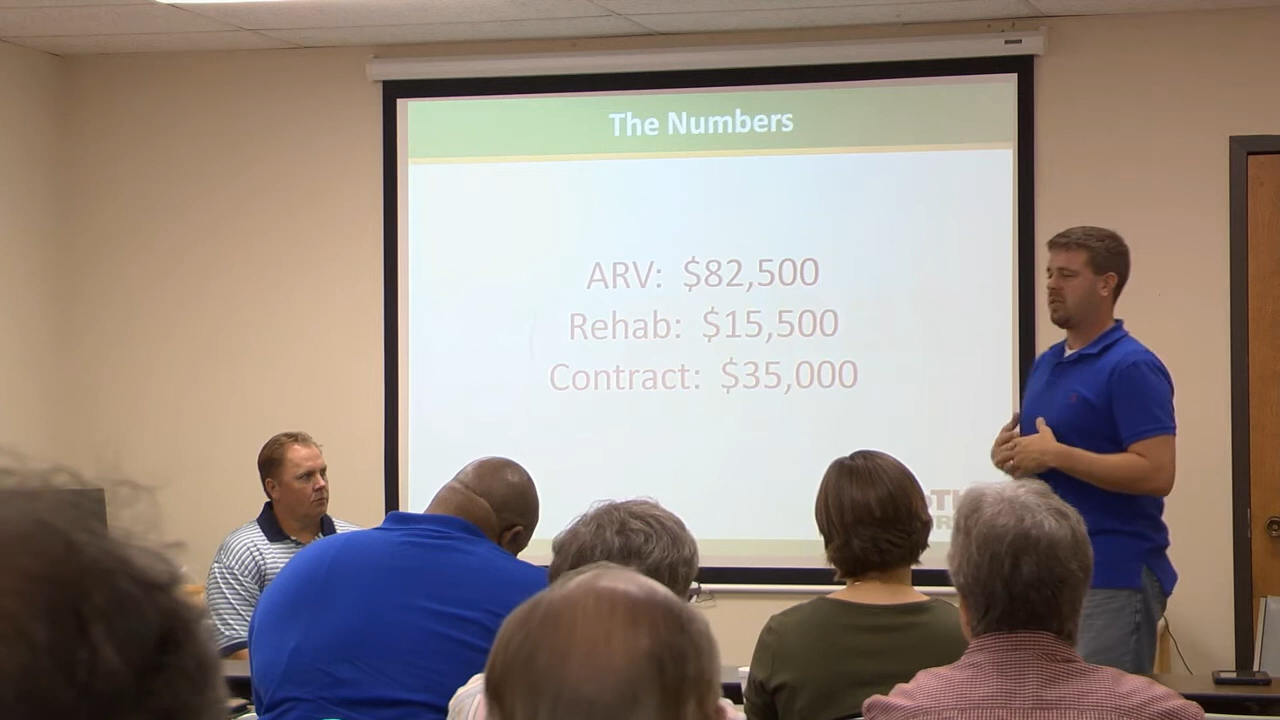 The Numbers
ARV: $82,500
Rehab: $15,500
Contract: $35,000